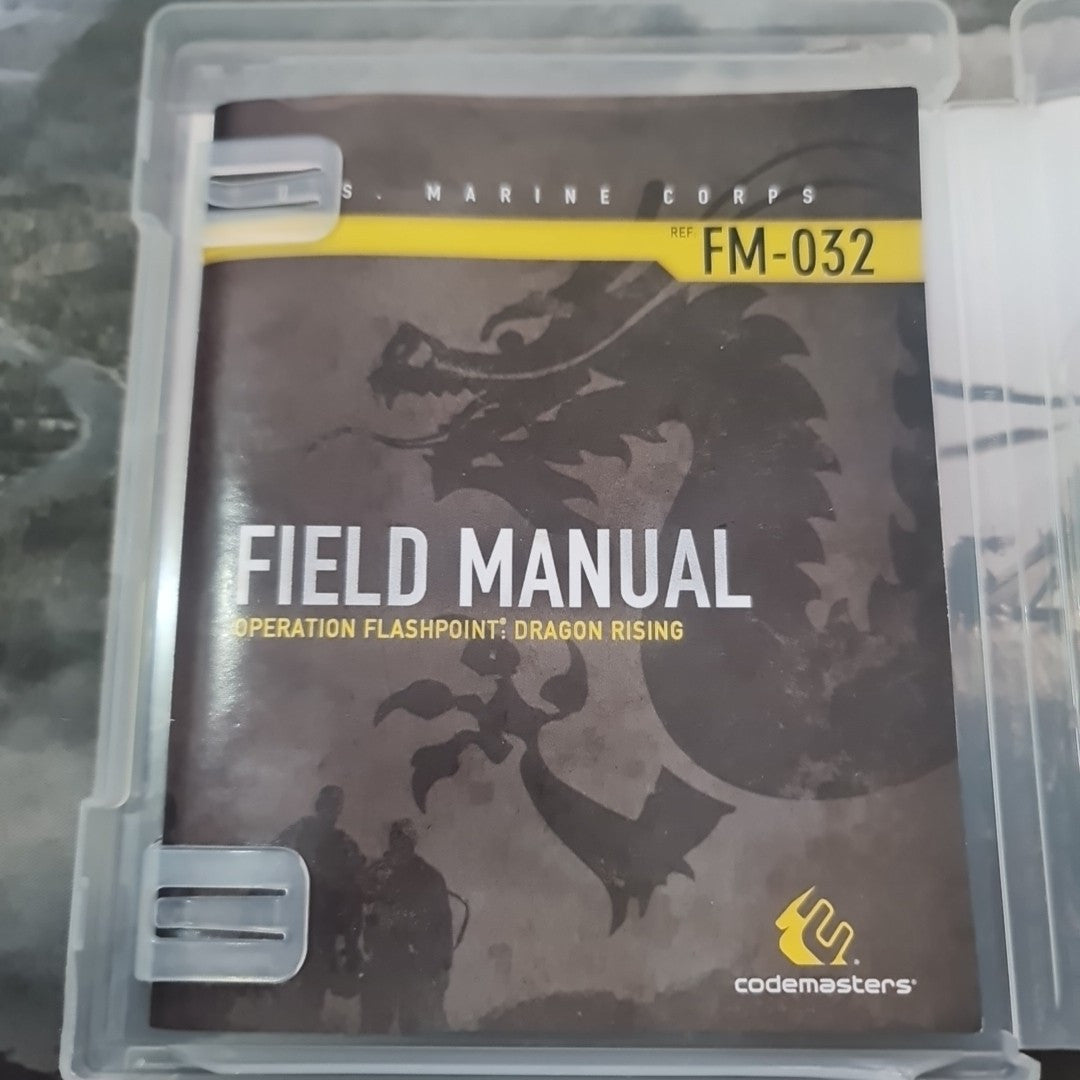 U.S. MARINE CORPS
REF FM-032
FIELD MANUAL
OPERATION FLASHPOINT: DRAGON RISING
codemasters®